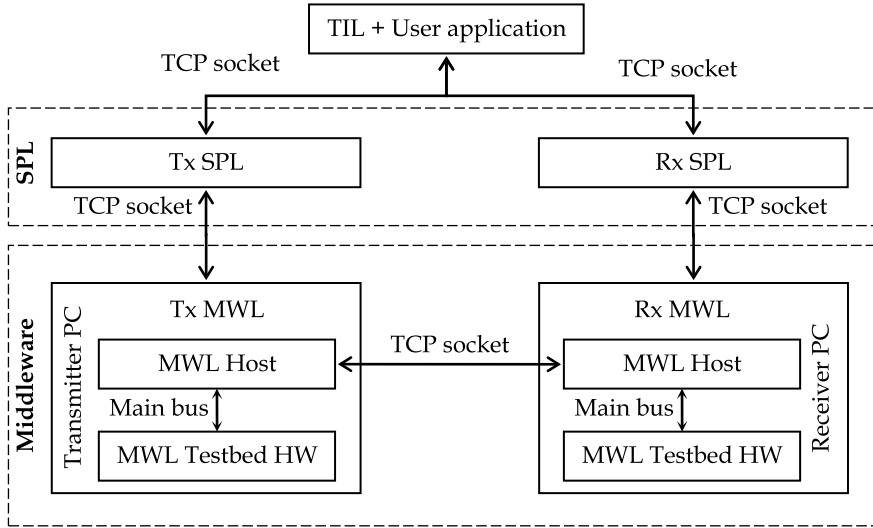 TIL + User application
TCP socket
TCP socket
SPL
Tx SPL
Rx SPL
TCP socket
TCP socket
Middleware
Transmitter PC
Tx MWL
MWL Host
Main bus
MWL Testbed HW
TCP socket
Rx MWL
MWL Host
Main bus
MWL Testbed HW
Receiver PC